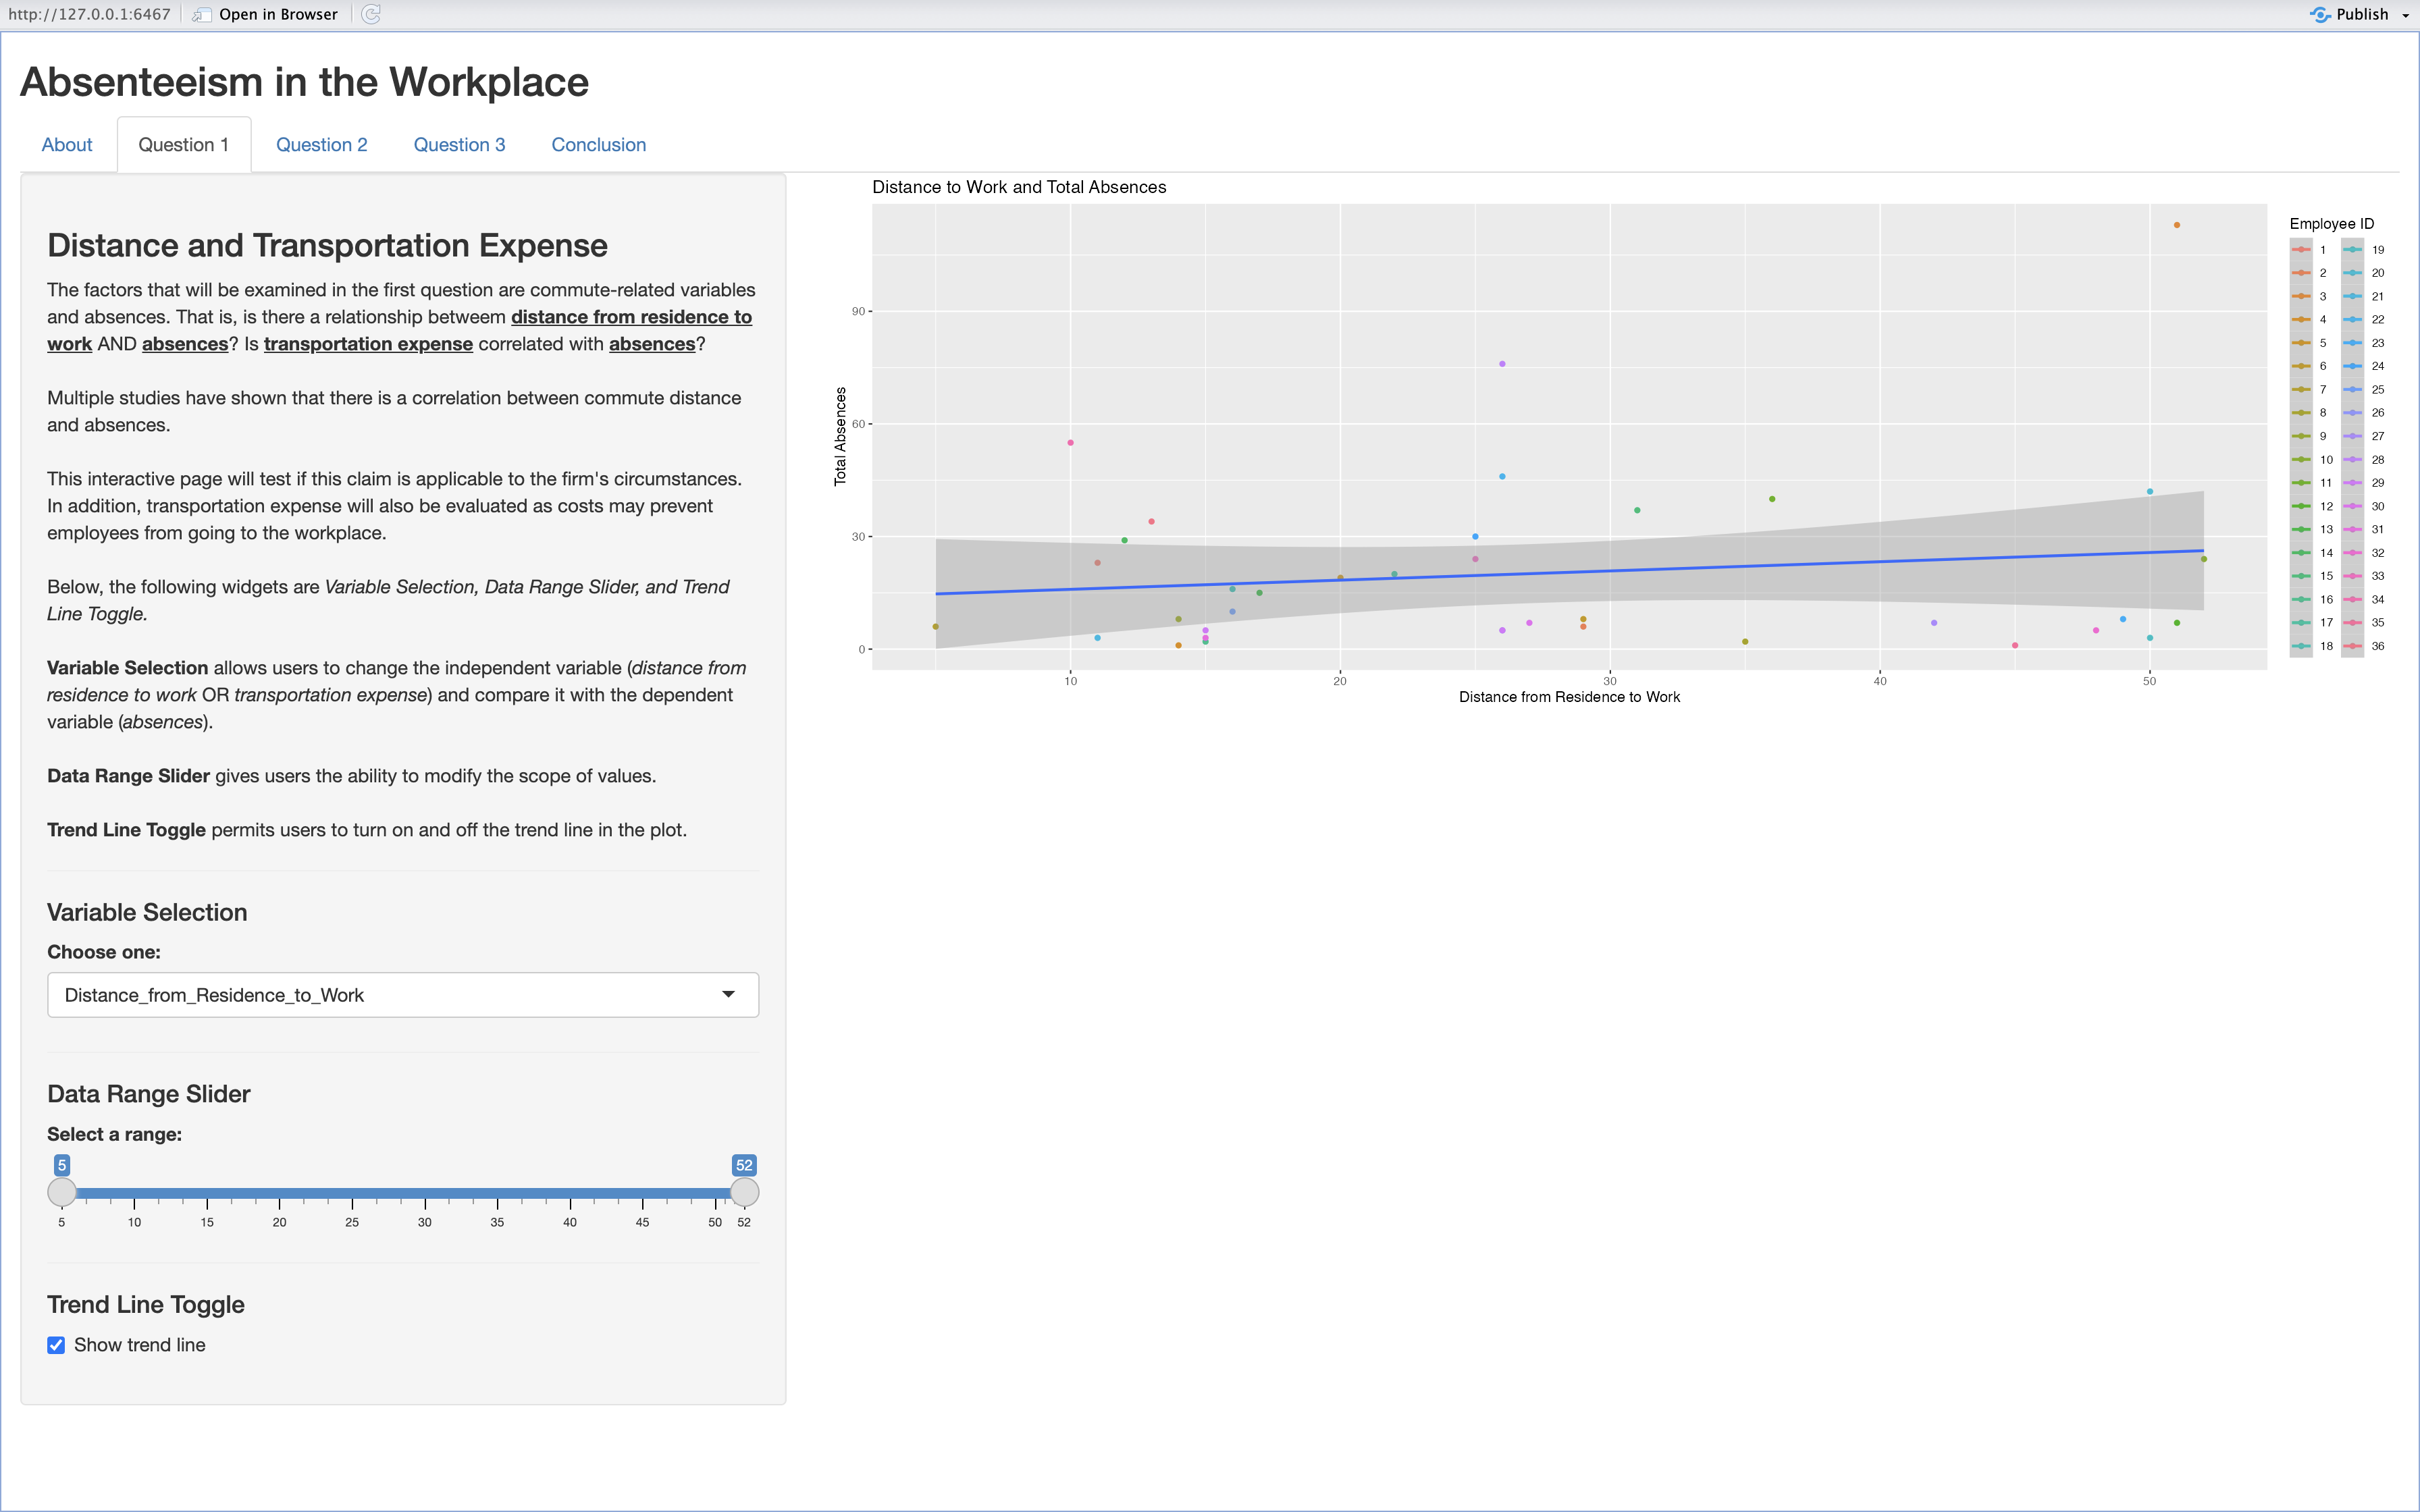 http://127.0.0.1:6467 Open in Browser Publish
Absenteeism in the Workplace
About Question 1 Question 2 Question 3 Conclusion
Distance and Transportation Expense
The factors that will be examined in the first question are commute-related variables
and absences. That is, is there a relationship betweem distance from residence to
work AND absences? Is transportation expense correlated with absences?
Multiple studies have shown that there is a correlation between commute distance
and absences.
This interactive page will test if this claim is applicable to the firm's circumstances.
In addition, transportation expense will also be evaluated as costs may prevent
employees from going to the workplace.
Below, the following widgets are Variable Selection, Data Range Slider, and Trend
Line Toggle.
Variable Selection allows users to change the independent variable (distance from
residence to work OR transportation expense) and compare it with the dependent
variable (absences).
Data Range Slider gives users the ability to modify the scope of values.
Trend Line Toggle permits users to turn on and off the trend line in the plot.
Variable Selection
Choose one:
Distance_from_Residence_to_Work
Data Range Slider
Select a range:
5 52
5 10 15 20 25 30 35 40 45 50 52
Trend Line Toggle
Show trend line
Distance to Work and Total Absences
Total Absences
90
60
30
0
10 20 30 40 50
Distance from Residence to Work
Employee ID
1 19
2 20
3 21
4 22
5 23
6 24
7 25
8 26
9 27
10 28
11 29
12 30
13 31
14 32
15 33
16 34
17 35
18 36